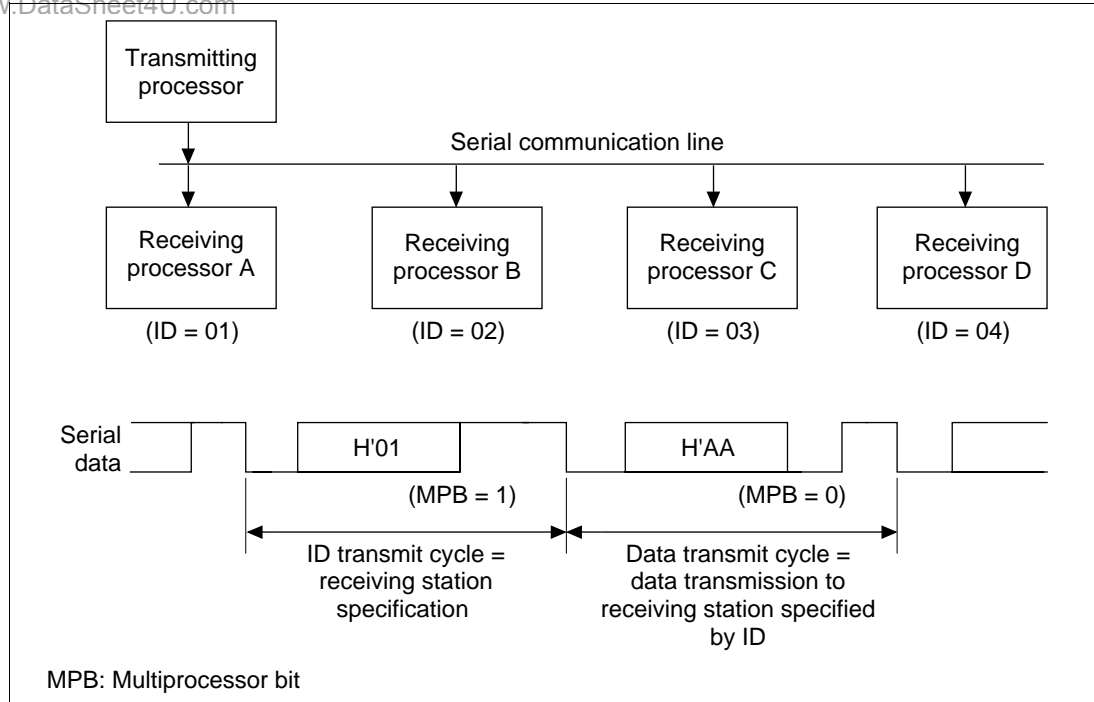 w.DataSheet4U.com
Transmitting
processor
Serial communication line
Receiving
processor A
Receiving
processor B
Receiving
processor C
Receiving
processor D
(ID = 01)
(ID = 02)
(ID = 03)
(ID = 04)
Serial
data
H'01
H'AA
(MPB = 1)
(MPB = 0)
ID transmit cycle =
receiving station
specification
Data transmit cycle =
data transmission to
receiving station specified
by ID
MPB: Multiprocessor bit